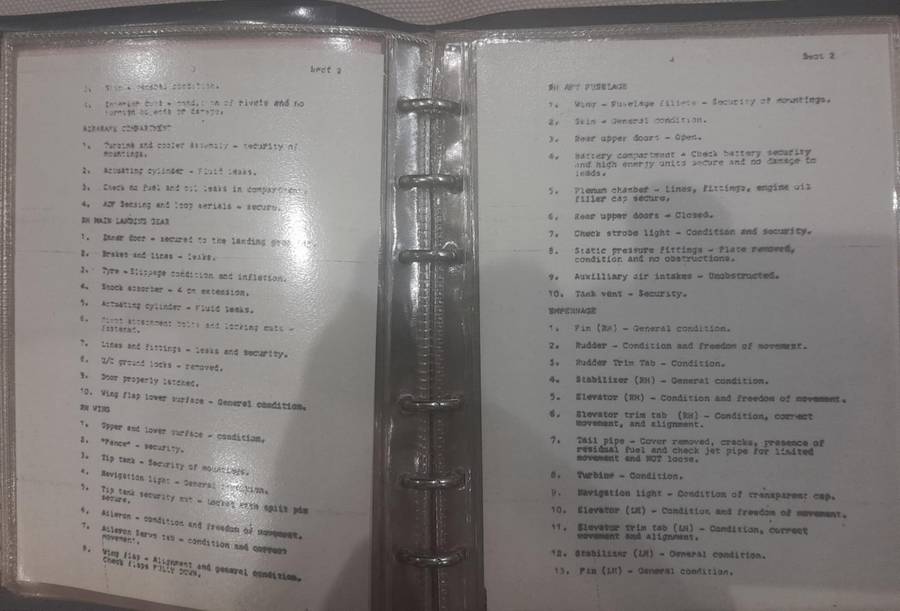 3
Sect 2
3. Skin - General condition.
4. Interior duct - condition of rivets and no
foreign objects or damage.
AIRBRAKE COMPARTMENT
1. Turbine and cooler assembly - security of
mountings.
2. Actuating cylinder - Fluid leaks.
3. Check no fuel and oil leaks in compartment
4. ADF Sensing and loop aerials - secure.
RH MAIN LANDING GEAR
1. Inner door - secured to the landing
2. Brakes and lines - leaks.
3. Tyre - Slippage condition and inflation.
4. Shock absorber - 4 cm extension.
5. Actuating cylinder - Fluid leaks.
6. Pivot attachment bolts and locking nuts -
fastened.
7. Lines and fittings - leaks and security.
8. U/C ground locks - removed.
9. Door properly latched.
10. Wing flap lower surface - General condition.
RH WING
1. Upper and lower surface - condition.
2. "Fence" - security.
3. Tip tank - Security of mountings.
4. Navigation light - General condition.
5. Tip tank security nut - Locked with split pin
secure.
6. Aileron - condition and freedom of movement.
7. Aileron Servo tab - condition and correct
movement.
8. Wing flap - Alignment and general condition.
Check flaps FULLY DOWN.
4
Sect 2
RH AFT FUSELAGE
1. Wing - Fuselage fillets - Security of mountings.
2. Skin - General condition.
3. Rear upper doors - Open.
4. Battery compartment - Check battery security
and high energy units secure and no damage to
leads.
5. Plenum chamber - Lines, fittings, engine oil
filler cap secure.
6. Rear upper doors - Closed.
7. Check strobe light - Condition and security.
8. Static pressure fittings - Plate removed,
condition and no obstructions.
9. Auxilliary air intakes - Unobstructed.
10. Tank vent - Security.
EMPENNAGE
1. Fin (RH) - General condition.
2. Rudder - Condition and freedom of movement.
3. Rudder Trim Tab - Condition.
4. Stabilizer (RH) - General condition.
5. Elevator (RH) - Condition and freedom of movement.
6. Elevator trim tab (RH) - Condition, correct
movement, and alignment.
7. Tail pipe - Cover removed, cracks, presence of
residual fuel and check jet pipe for limited
movement and NOT loose.
8. Turbine - Condition.
9. Navigation light - Condition of transparent cap.
10. Elevator (LH) - Condition and freedom of movement.
11. Elevator trim tab (LH) - Condition, correct
movement and alignment.
12. Stabilizer (LH) - General condition.
13. Fin (LH) - General condition.